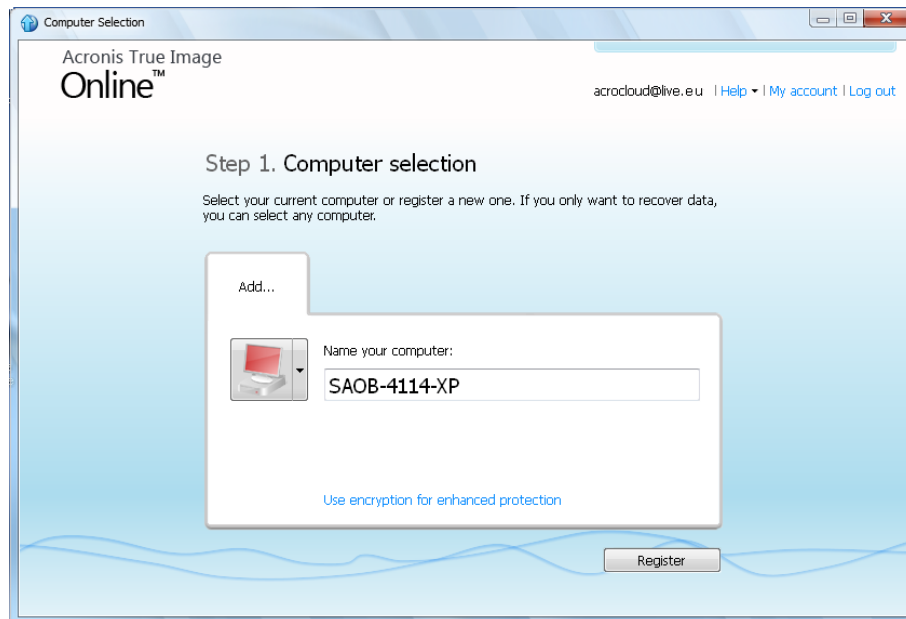 Computer Selection
Acronis True Image
Online™
acrocloud@live.eu | Help | My account | Log out
Step 1. Computer selection
Select your current computer or register a new one. If you only want to recover data,
you can select any computer.
Add...
Name your computer:
SAOB-4114-XP
Use encryption for enhanced protection
Register